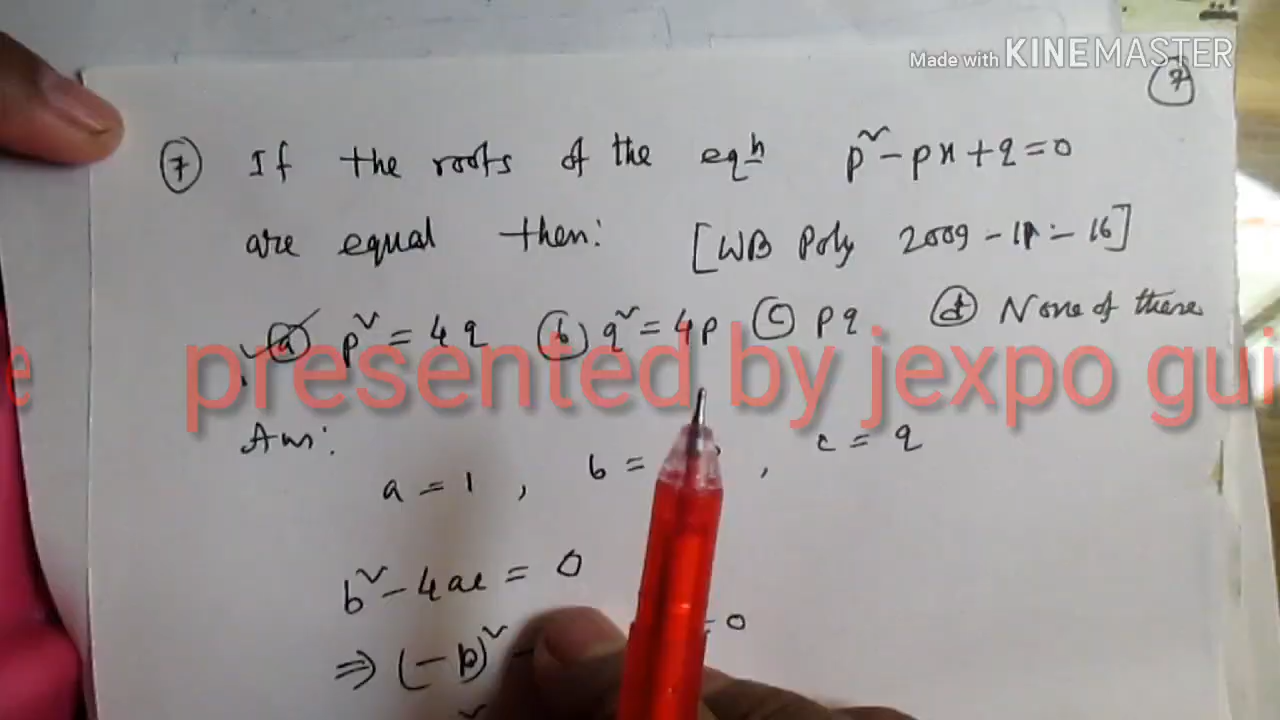 Made with KINEMASTER
7
7 If the roots of the eqn p² - px + q = 0
are equal then: [WB Poly 2009 - 11 - 16]
a p² = 4q b q² = 4p c pq d None of these
presented by jexpo gui
Ans:
a = 1, b = , c = q
b² - 4ac = 0
⇒ (-p)² - = 0